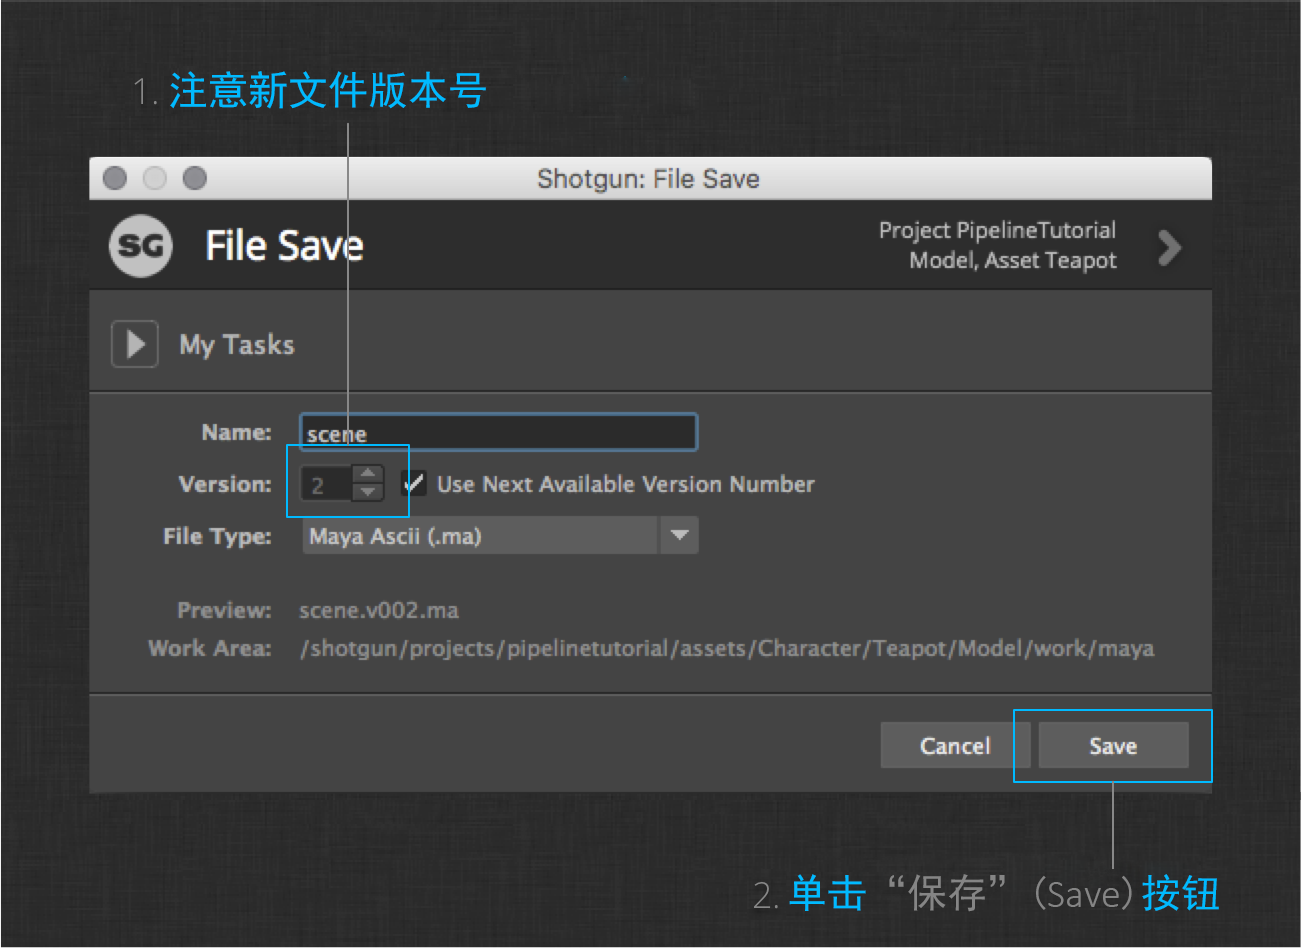 1. 注意新文件版本号
Shotgun: File Save
SG
File Save
Project PipelineTutorial
Model, Asset Teapot
My Tasks
Name: scene
Version: 2 Use Next Available Version Number
File Type: Maya Ascii (.ma)
Preview: scene.v002.ma
Work Area: /shotgun/projects/pipelinetutorial/assets/Character/Teapot/Model/work/maya
Cancel Save
2. 单击“保存”(Save)按钮